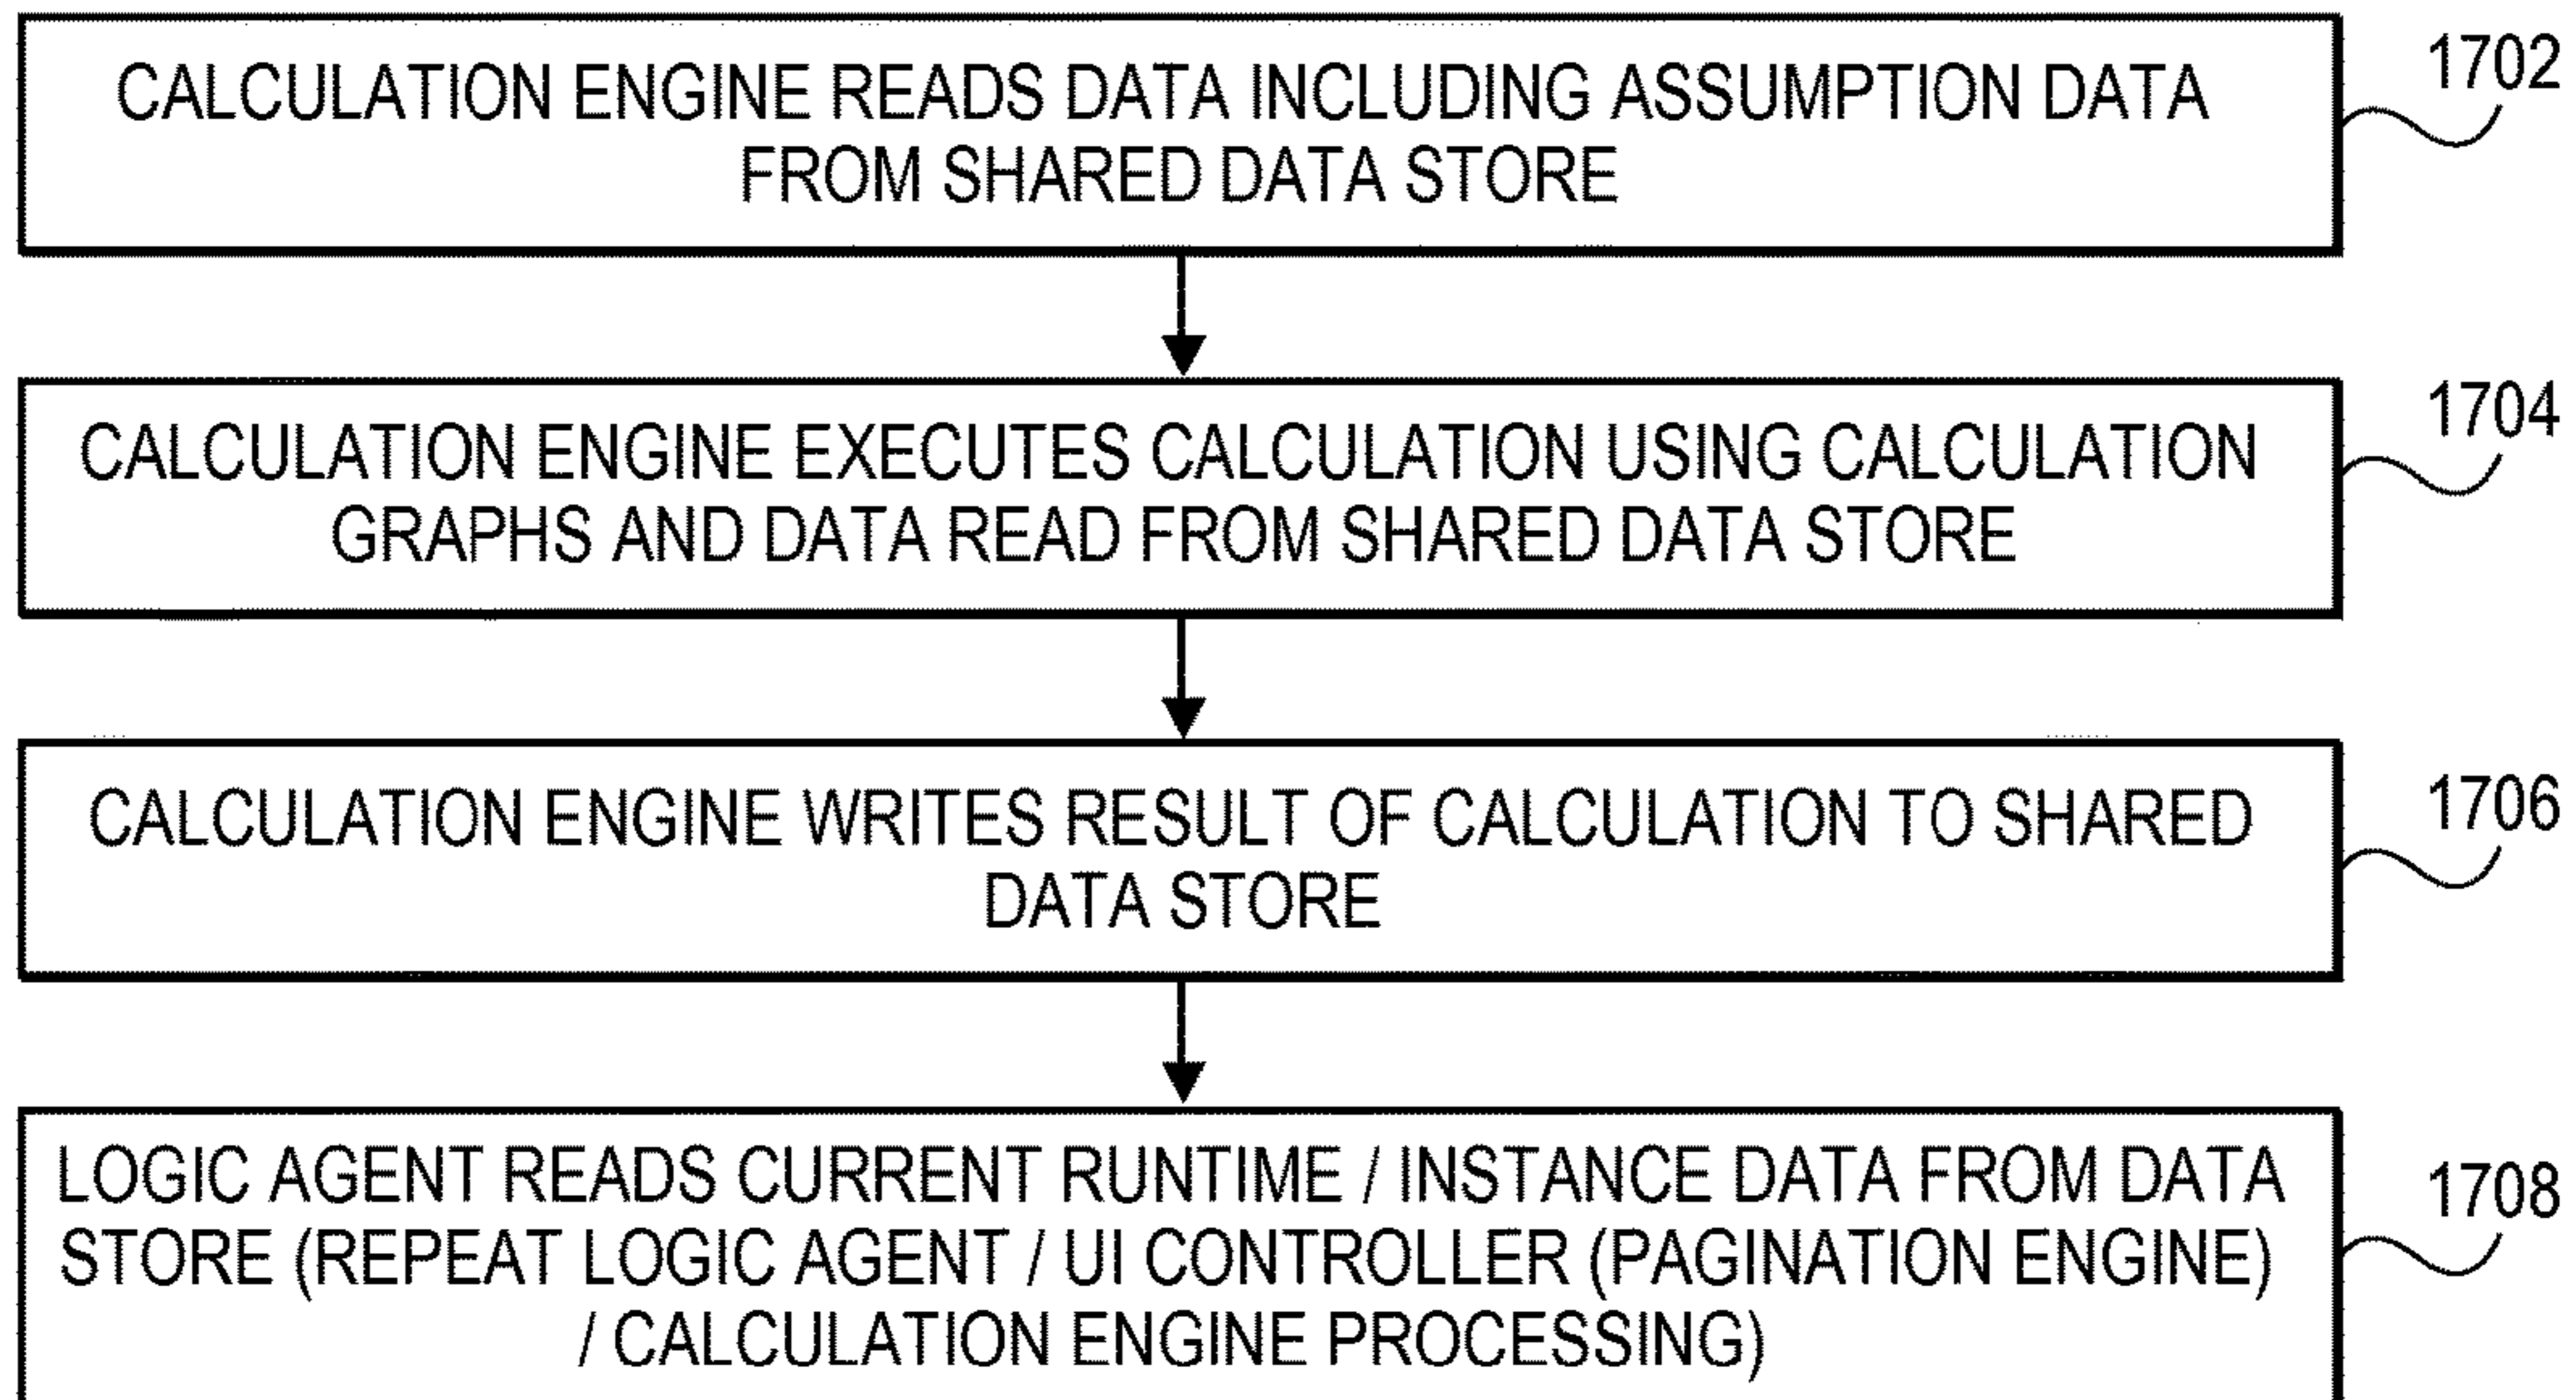 CALCULATION ENGINE READS DATA INCLUDING ASSUMPTION DATA
FROM SHARED DATA STORE
1702
CALCULATION ENGINE EXECUTES CALCULATION USING CALCULATION
GRAPHS AND DATA READ FROM SHARED DATA STORE
1704
CALCULATION ENGINE WRITES RESULT OF CALCULATION TO SHARED
DATA STORE
1706
LOGIC AGENT READS CURRENT RUNTIME / INSTANCE DATA FROM DATA
STORE (REPEAT LOGIC AGENT / UI CONTROLLER (PAGINATION ENGINE)
/ CALCULATION ENGINE PROCESSING)
1708